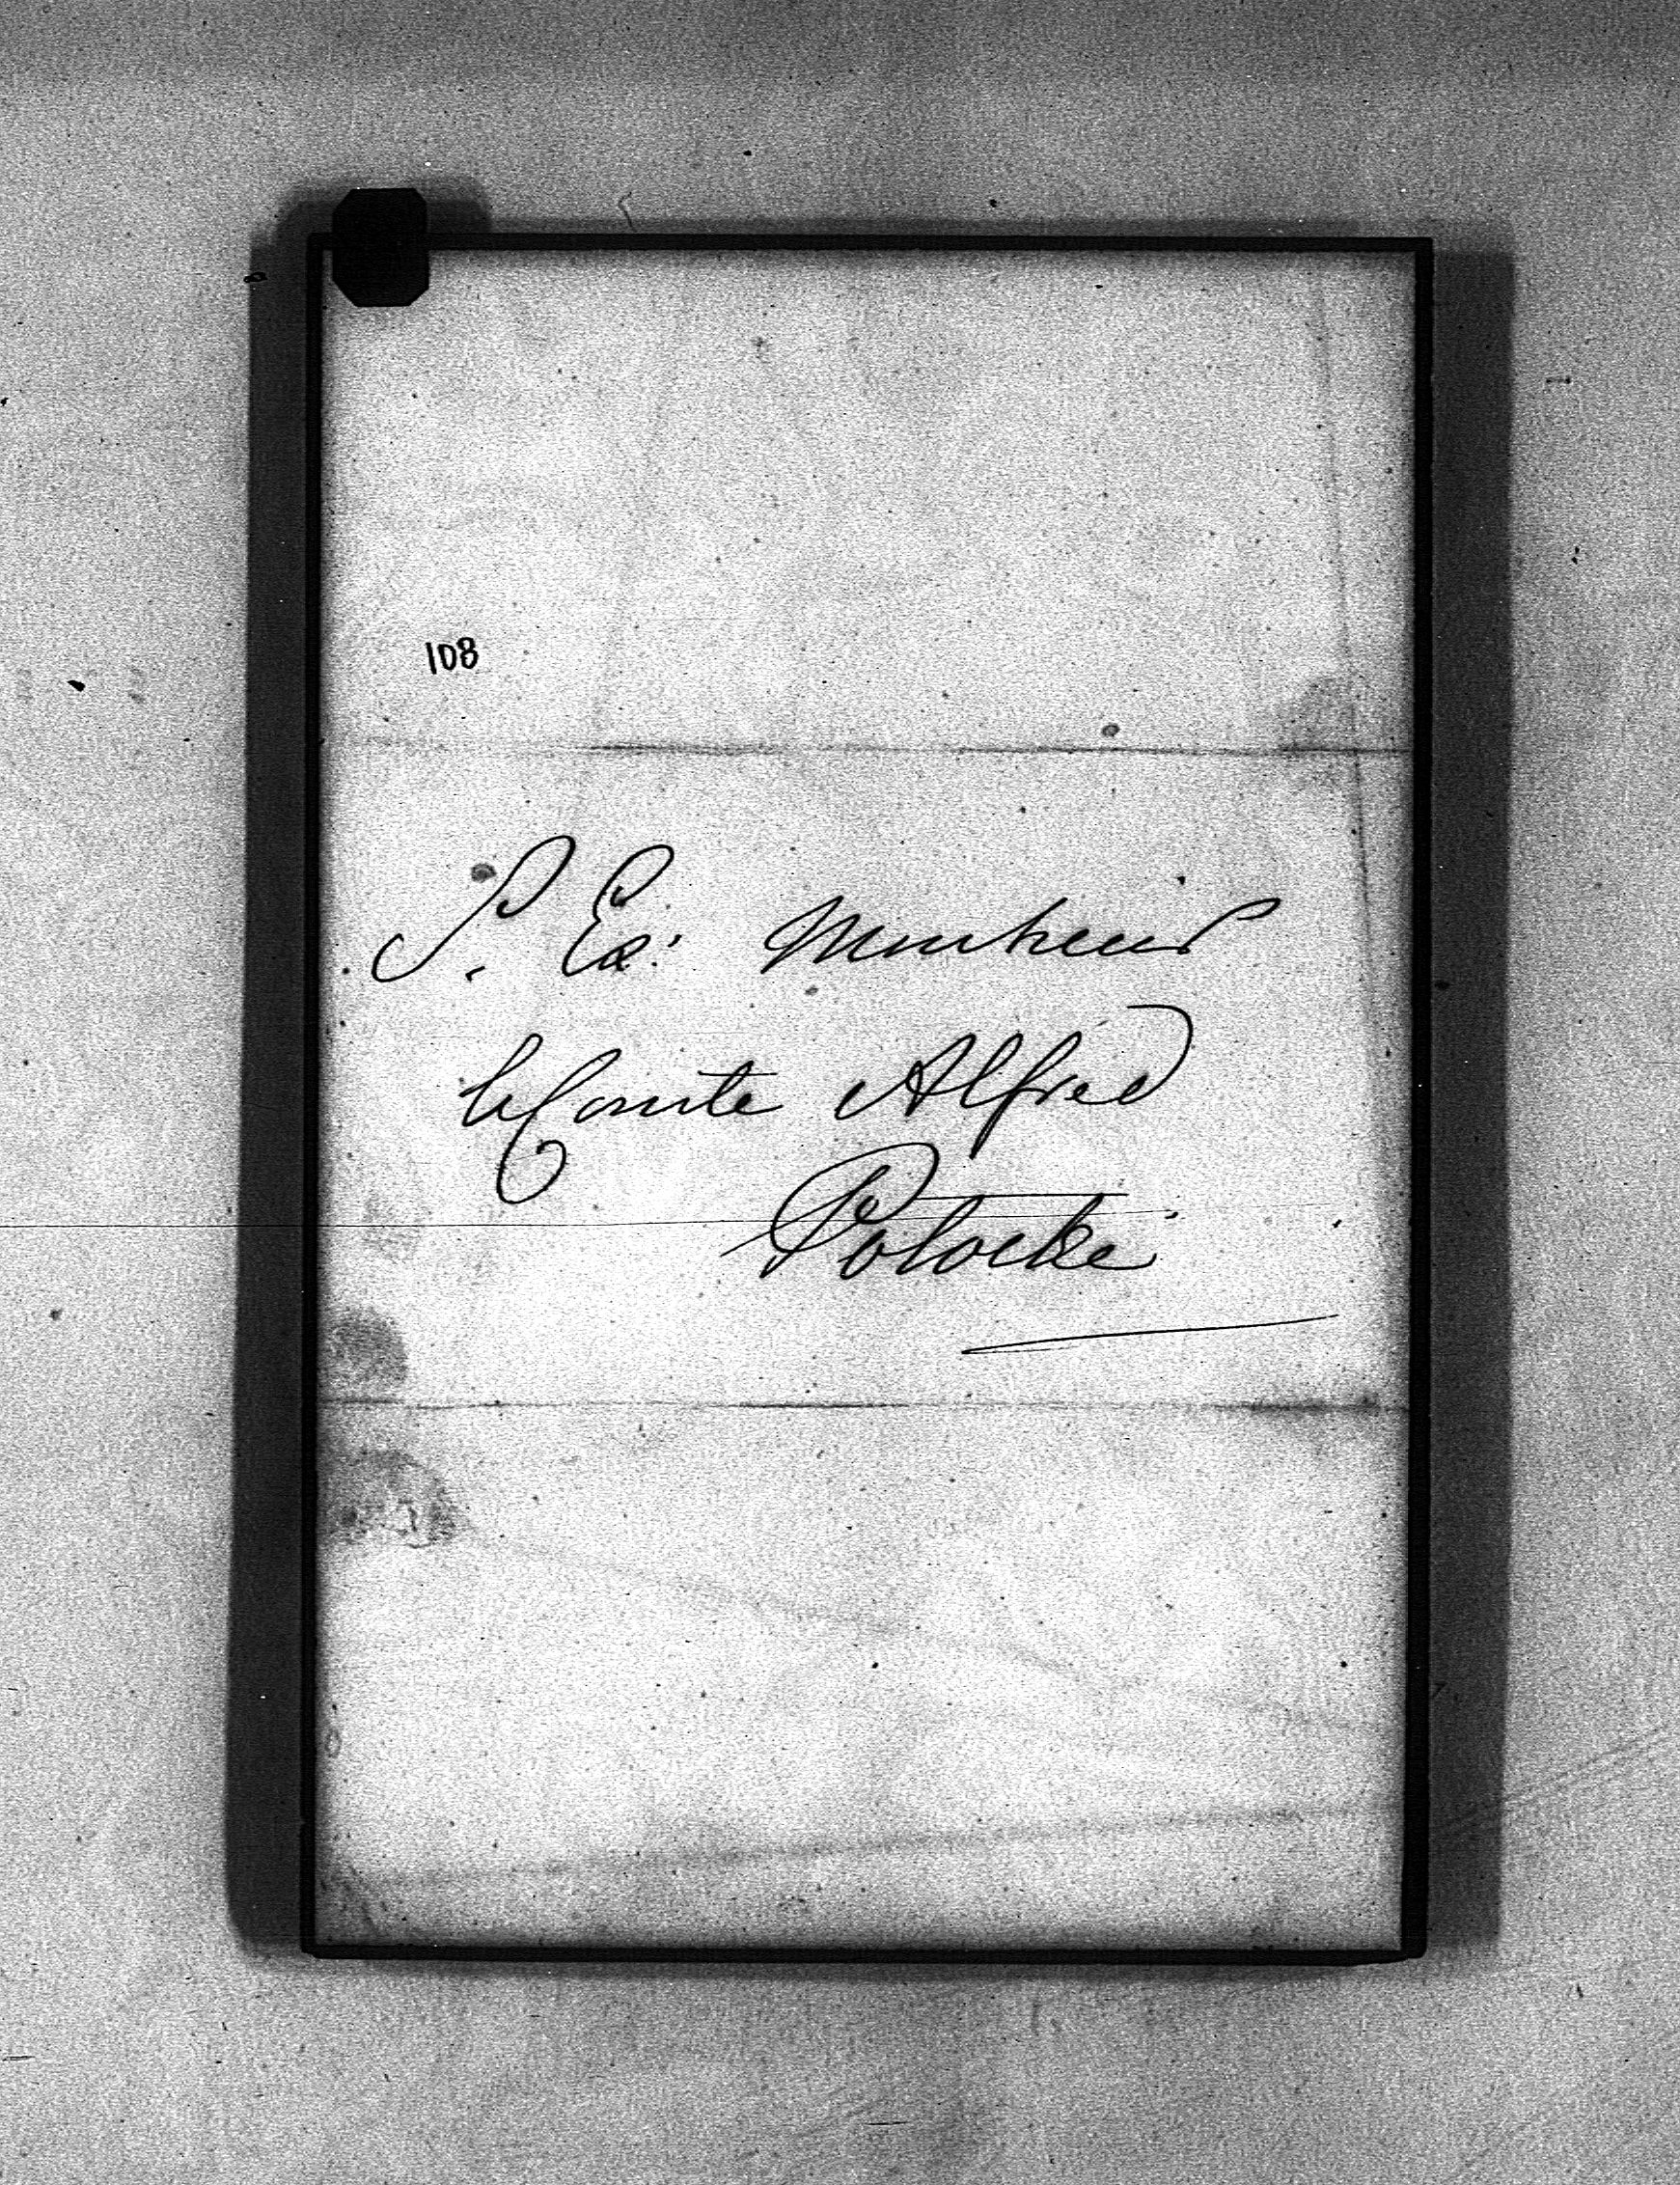 108
S. Ex: Monsieur
le Comte Alfred
Potocki